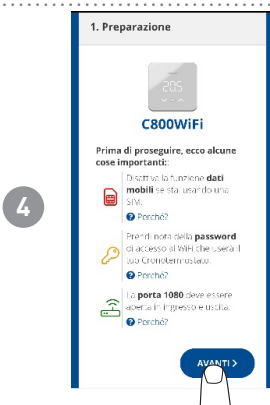 1. Preparazione
20.5
C800WiFi
Prima di proseguire, ecco alcune
cose importanti::
Disattiva la funzione dati
mobili se stai usando una
SIM.
Perché?
Prendi nota della password
di accesso al WiFi che userà il
tuo Cronotermostato.
Perché?
La porta 1080 deve essere
aperta in ingresso e uscita.
Perché?
4
AVANTI >